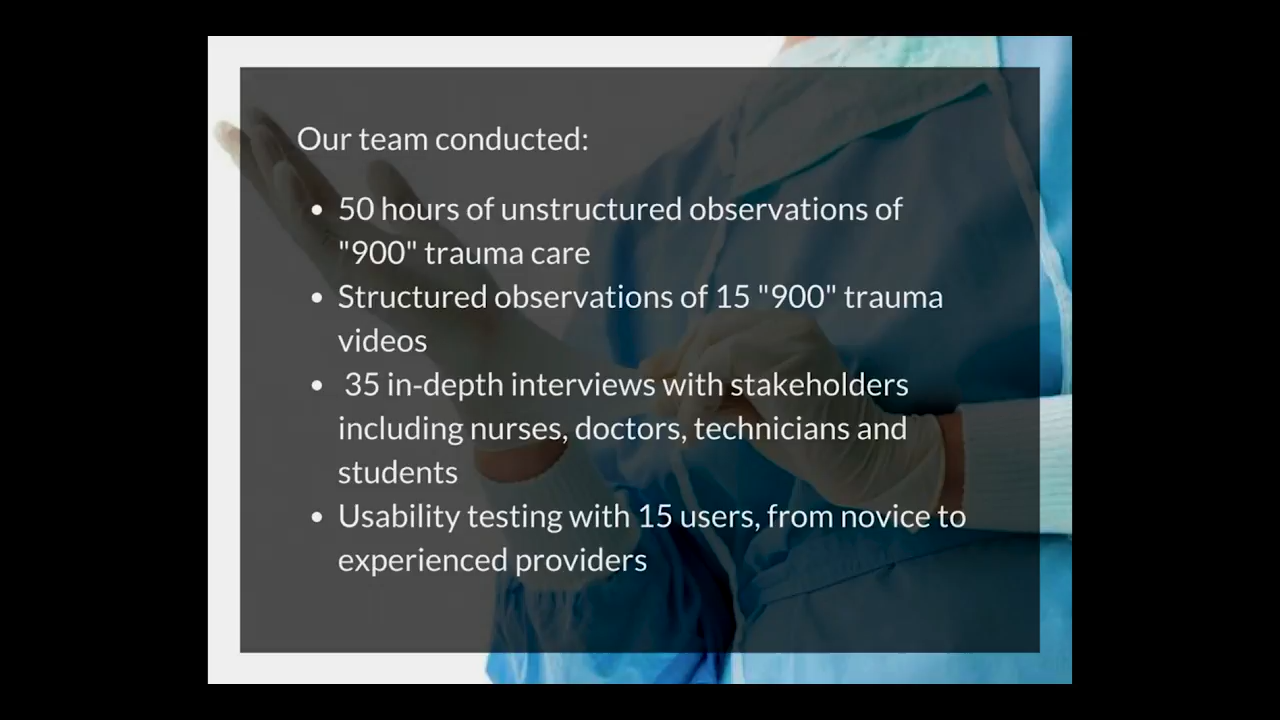 Our team conducted:
• 50 hours of unstructured observations of
"900" trauma care
• Structured observations of 15 "900" trauma
videos
• 35 in-depth interviews with stakeholders
including nurses, doctors, technicians and
students
• Usability testing with 15 users, from novice to
experienced providers